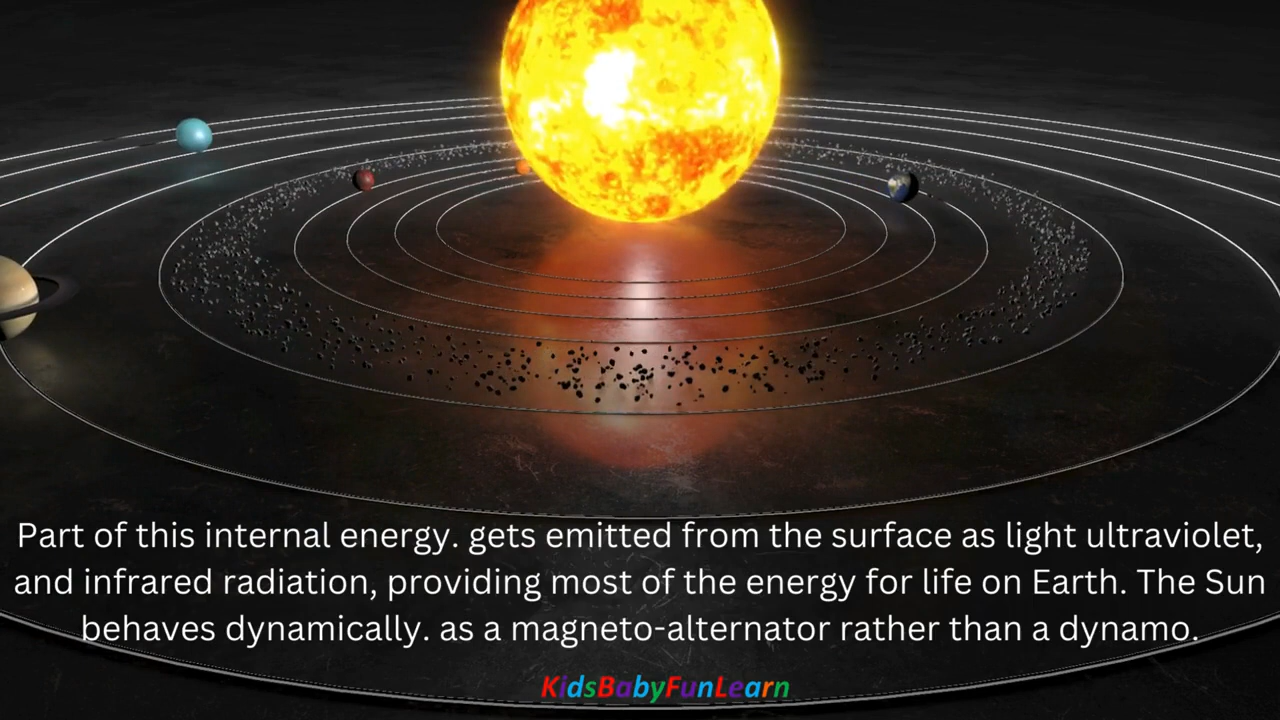 Part of this internal energy. gets emitted from the surface as light ultraviolet,
and infrared radiation, providing most of the energy for life on Earth. The Sun
behaves dynamically. as a magneto-alternator rather than a dynamo.
KidsBabyFunLearn